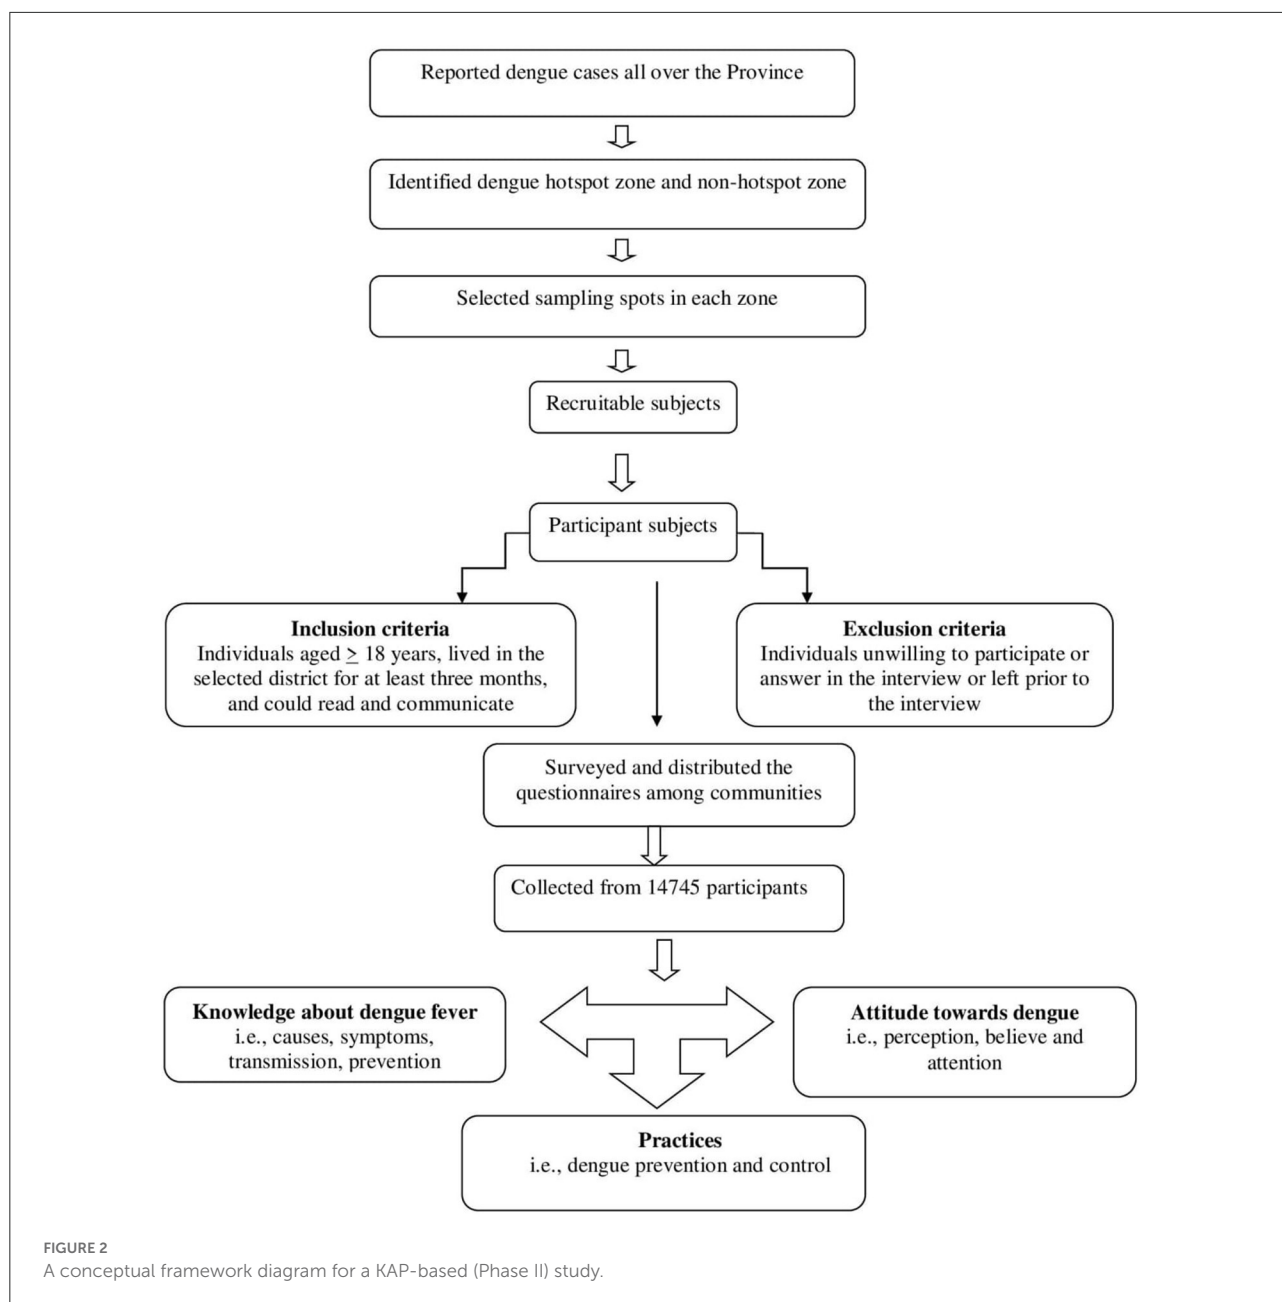 Reported dengue cases all over the Province
Identified dengue hotspot zone and non-hotspot zone
Selected sampling spots in each zone
Recruitable subjects
Participant subjects
Inclusion criteria
Individuals aged ≥ 18 years, lived in the
selected district for at least three months,
and could read and communicate
Exclusion criteria
Individuals unwilling to participate or
answer in the interview or left prior to
the interview
Surveyed and distributed the
questionnaires among communities
Collected from 14745 participants
Knowledge about dengue fever
i.e., causes, symptoms,
transmission, prevention
Attitude towards dengue
i.e., perception, believe and
attention
Practices
i.e., dengue prevention and control
FIGURE 2
A conceptual framework diagram for a KAP-based (Phase II) study.